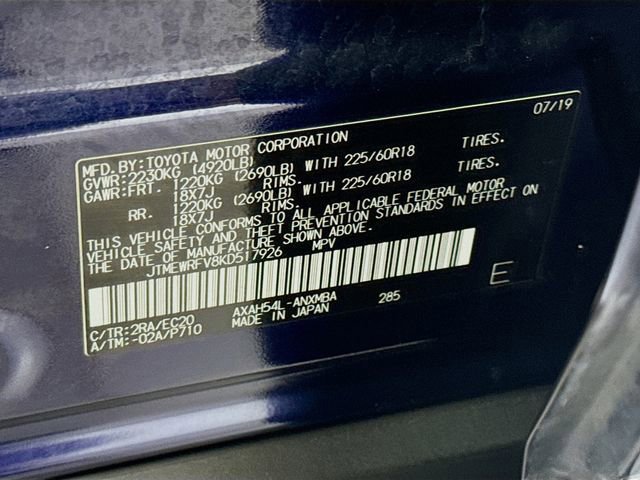 07/19
MFD. BY: TOYOTA MOTOR CORPORATION
GVWR: 2230KG (4920LB)
GAWR: FRT. 1220KG (2690LB) WITH 225/60R18 TIRES.
18X7J RIMS.
RR. 1220KG (2690LB) WITH 225/60R18 TIRES.
18X7J RIMS.
THIS VEHICLE CONFORMS TO ALL APPLICABLE FEDERAL MOTOR
VEHICLE SAFETY AND THEFT PREVENTION STANDARDS IN EFFECT ON
THE DATE OF MANUFACTURE SHOWN ABOVE.
JTMEWRFV8KD517926 MPV
E
C/TR: 2RA/EC20 AXAH54L-ANXMBA 285
A/TM: -02A/P710 MADE IN JAPAN